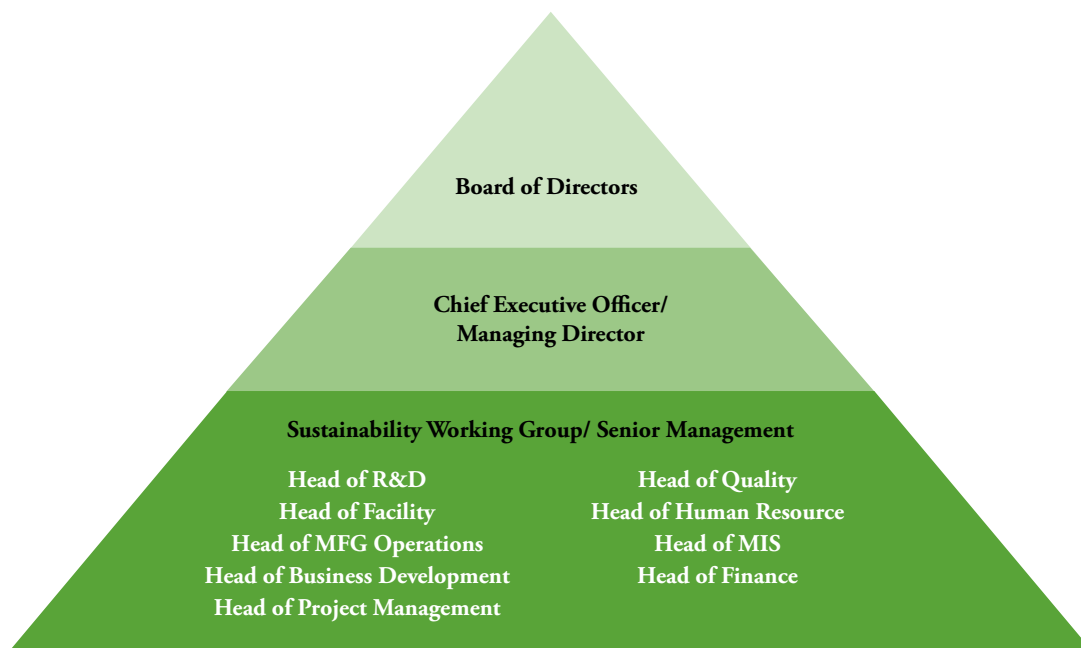 Board of Directors
Chief Executive Officer/
Managing Director
Sustainability Working Group/ Senior Management
Head of R&D
Head of Facility
Head of MFG Operations
Head of Business Development
Head of Project Management
Head of Quality
Head of Human Resource
Head of MIS
Head of Finance